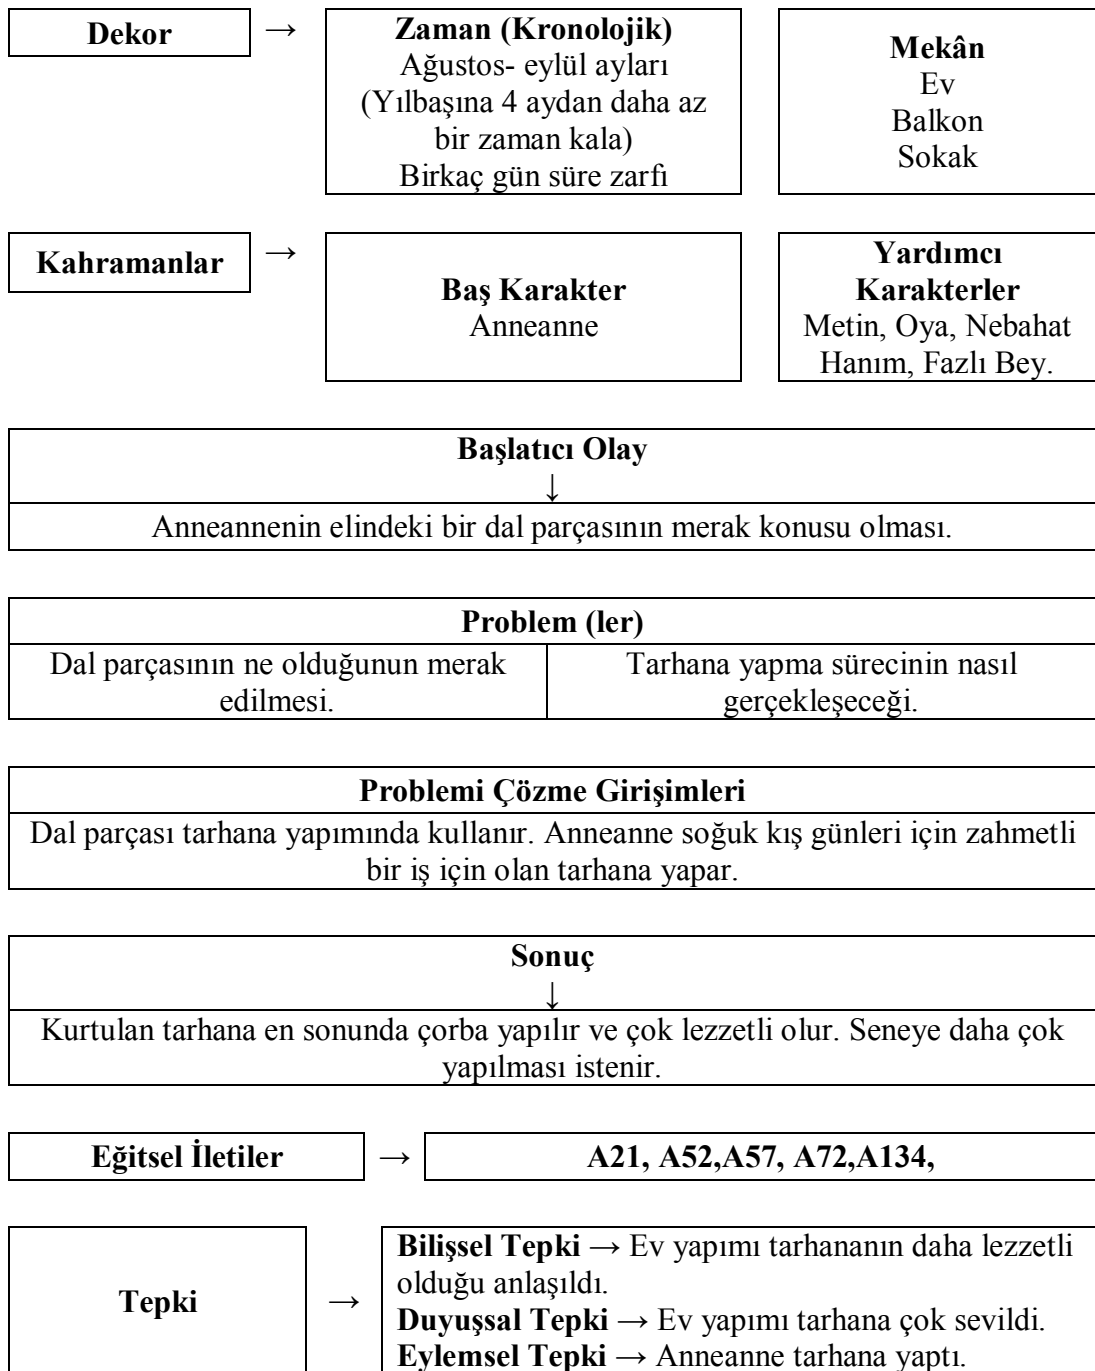 Dekor
→
Zaman (Kronolojik)
Ağustos- eylül ayları
(Yılbaşına 4 aydan daha az
bir zaman kala)
Birkaç gün süre zarfı
Mekân
Ev
Balkon
Sokak
Kahramanlar
→
Baş Karakter
Anneanne
Yardımcı
Karakterler
Metin, Oya, Nebahat
Hanım, Fazlı Bey.
Başlatıcı Olay
↓
Anneannenin elindeki bir dal parçasının merak konusu olması.
Problem (ler)
Dal parçasının ne olduğunun merak
edilmesi.
Tarhana yapma sürecinin nasıl
gerçekleşeceği.
Problemi Çözme Girişimleri
Dal parçası tarhana yapımında kullanır. Anneanne soğuk kış günleri için zahmetli
bir iş için olan tarhana yapar.
Sonuç
↓
Kurtulan tarhana en sonunda çorba yapılır ve çok lezzetli olur. Seneye daha çok
yapılması istenir.
Eğitsel İletiler
→
A21, A52,A57, A72,A134,
Tepki
→
Bilişsel Tepki → Ev yapımı tarhananın daha lezzetli
olduğu anlaşıldı.
Duyuşsal Tepki → Ev yapımı tarhana çok sevildi.
Eylemsel Tepki → Anneanne tarhana yaptı.